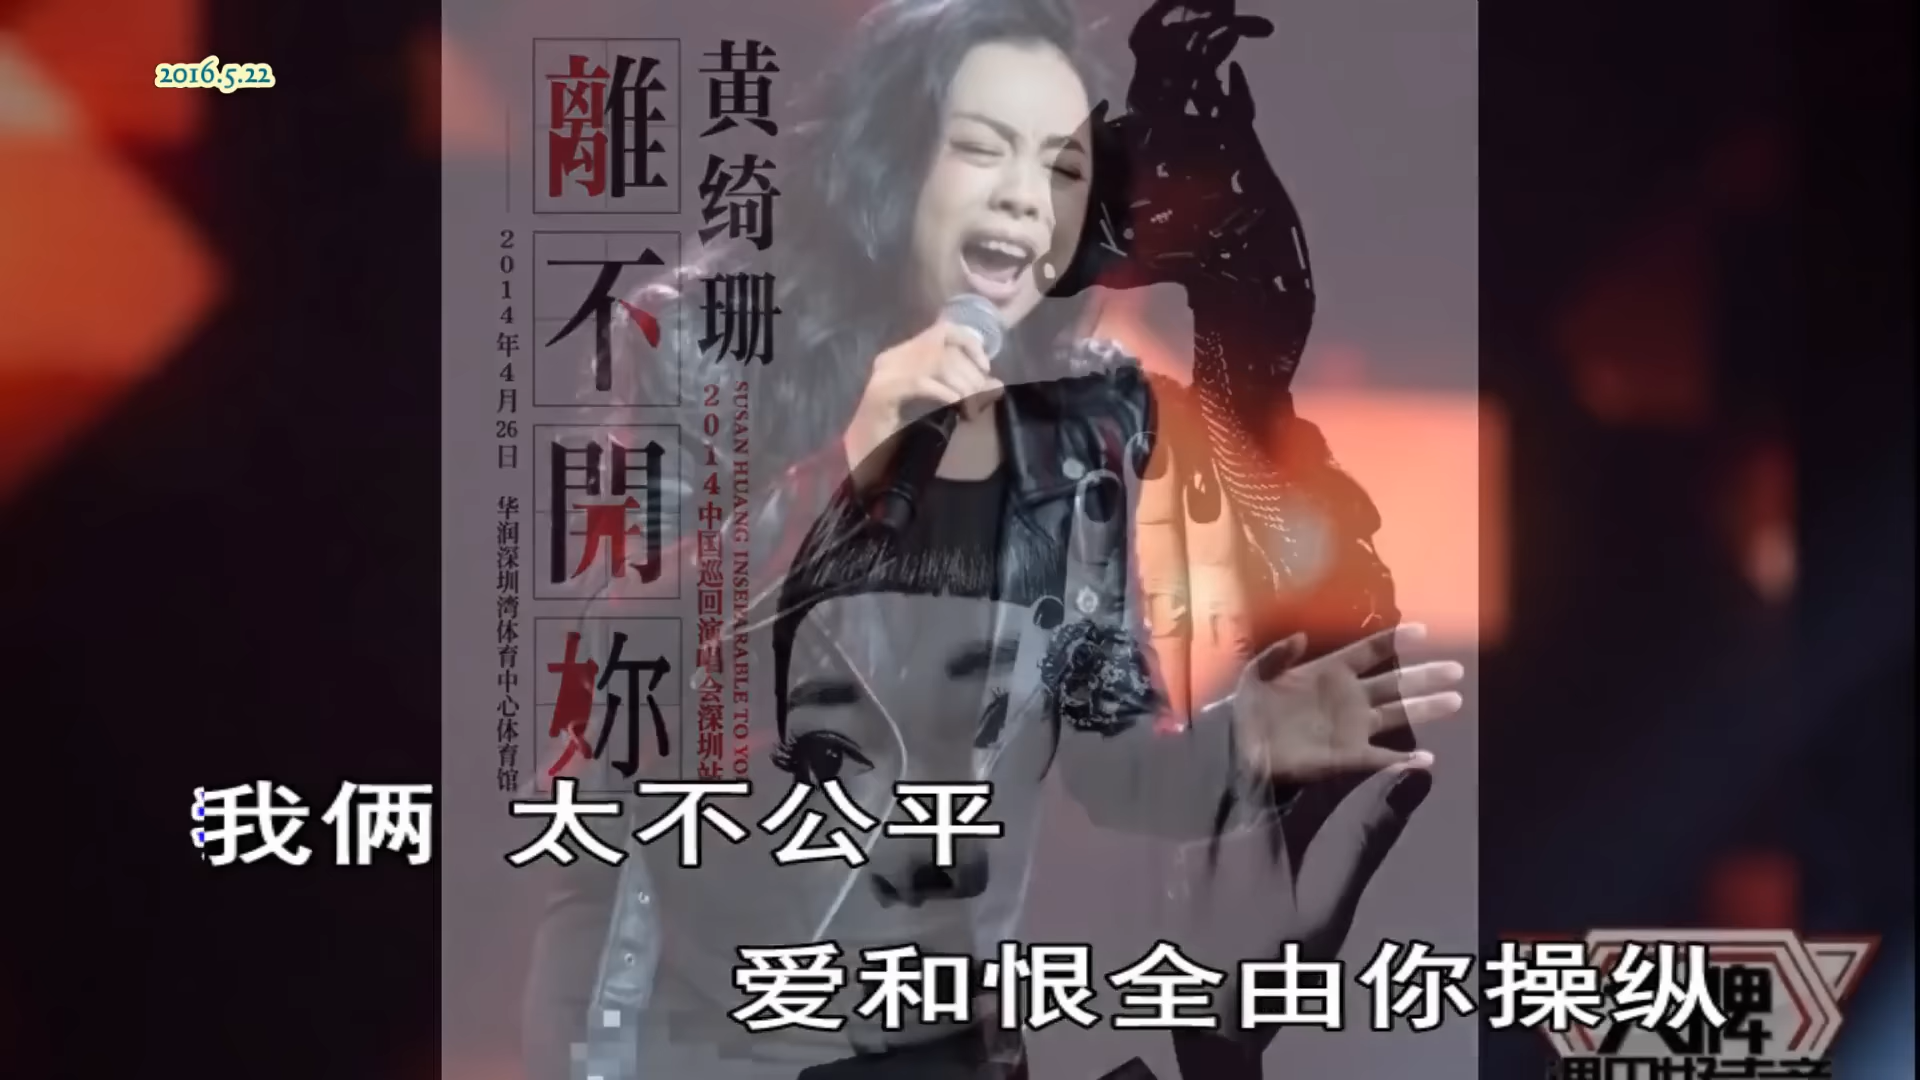 2016.5.22
黄绮珊
離不開妳
2014中国巡回演唱会深圳站
SUSAN HUANG INSEPARABLE TO YO
2014年4月26日 华润深圳湾体育中心体育馆
我俩 太不公平
爱和恨全由你操纵